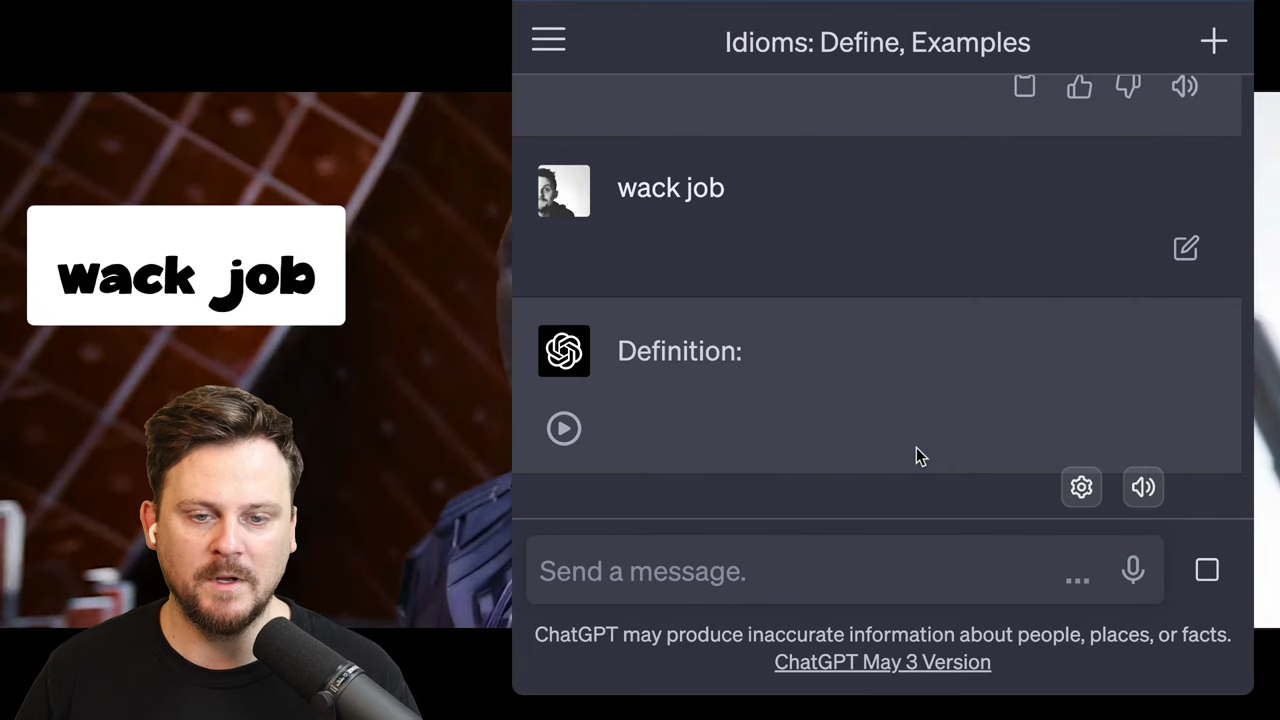 Idioms: Define, Examples
wack job
wack job
Definition:
Send a message.
...
ChatGPT may produce inaccurate information about people, places, or facts.
ChatGPT May 3 Version